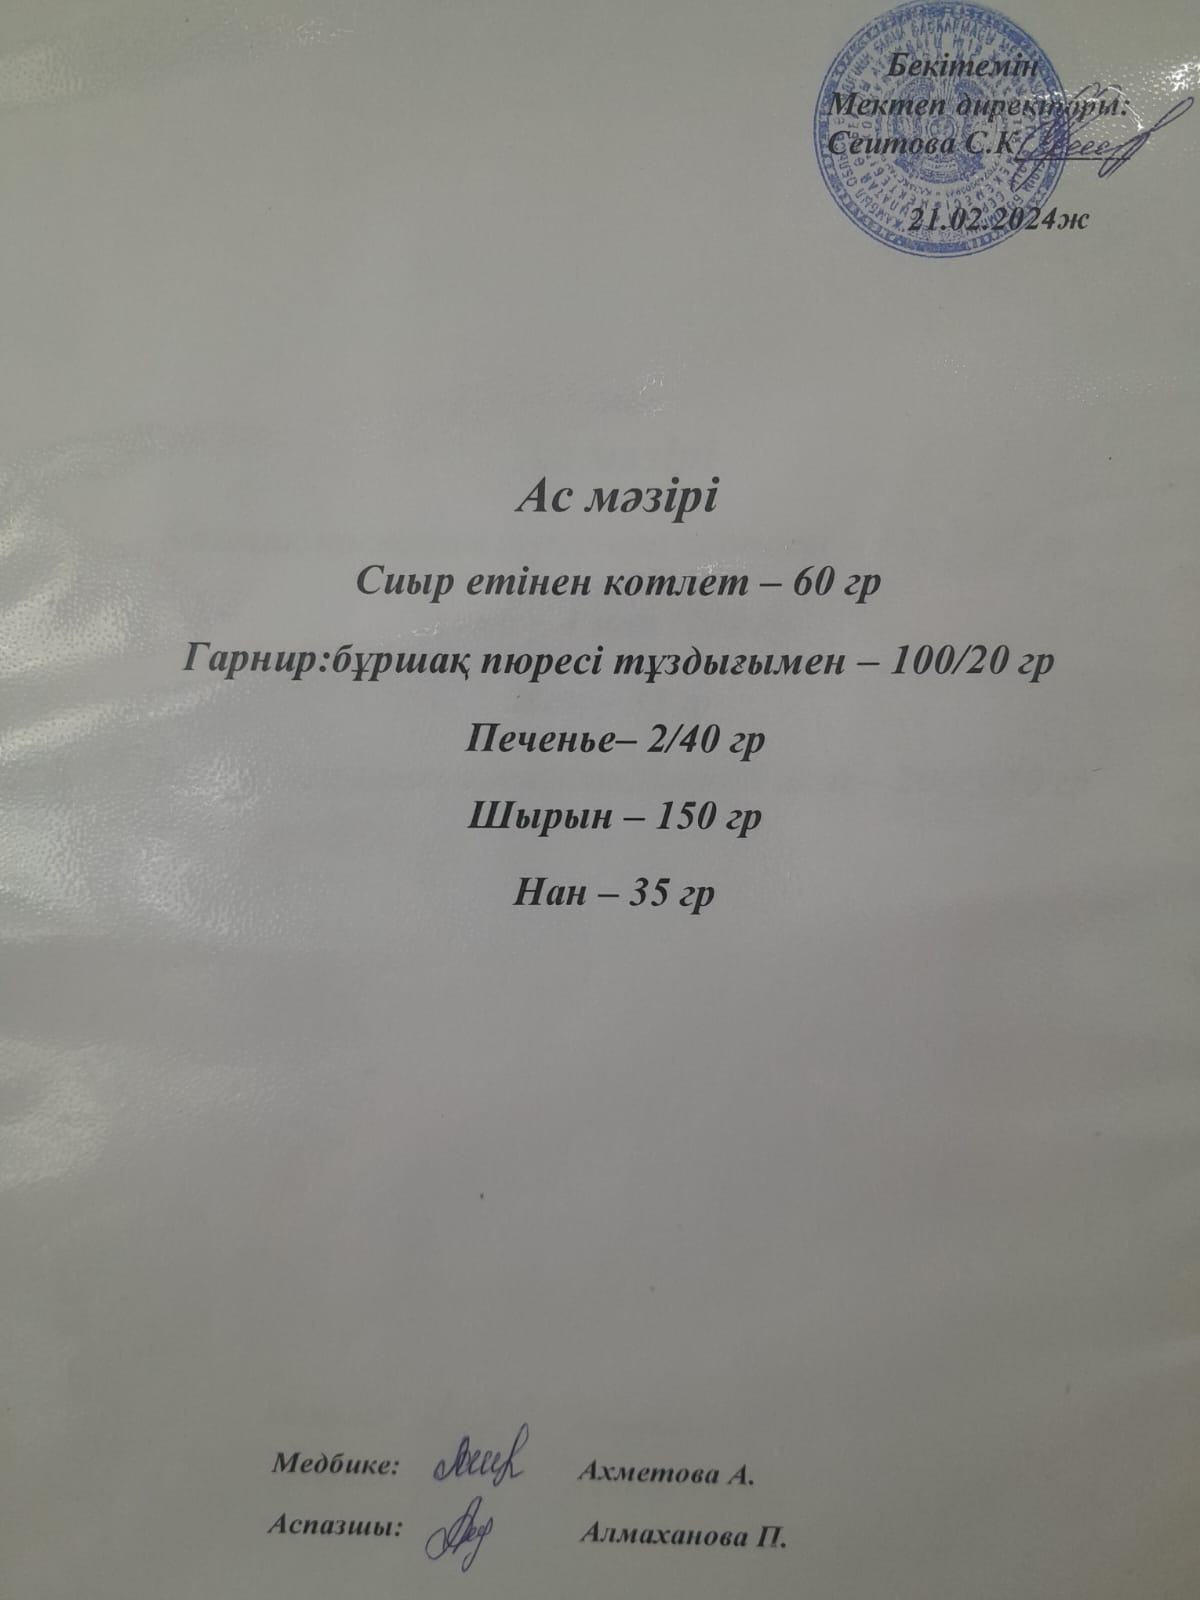 Бекітемін
Мектеп директоры:
Сеитова С.К
21.02.2024ж
Ас мәзірі
Сиыр етінен котлет – 60 гр
Гарнир:бұршақ пюресі тұздығымен – 100/20 гр
Печенье– 2/40 гр
Шырын – 150 гр
Нан – 35 гр
Медбике: Ахметова А.
Аспазшы: Алмаханова П.